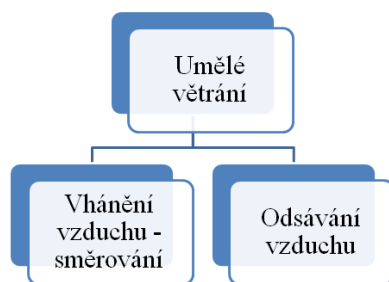 Umělé
větrání
Vhánění
vzduchu -
směrování
Odsávání
vzduchu